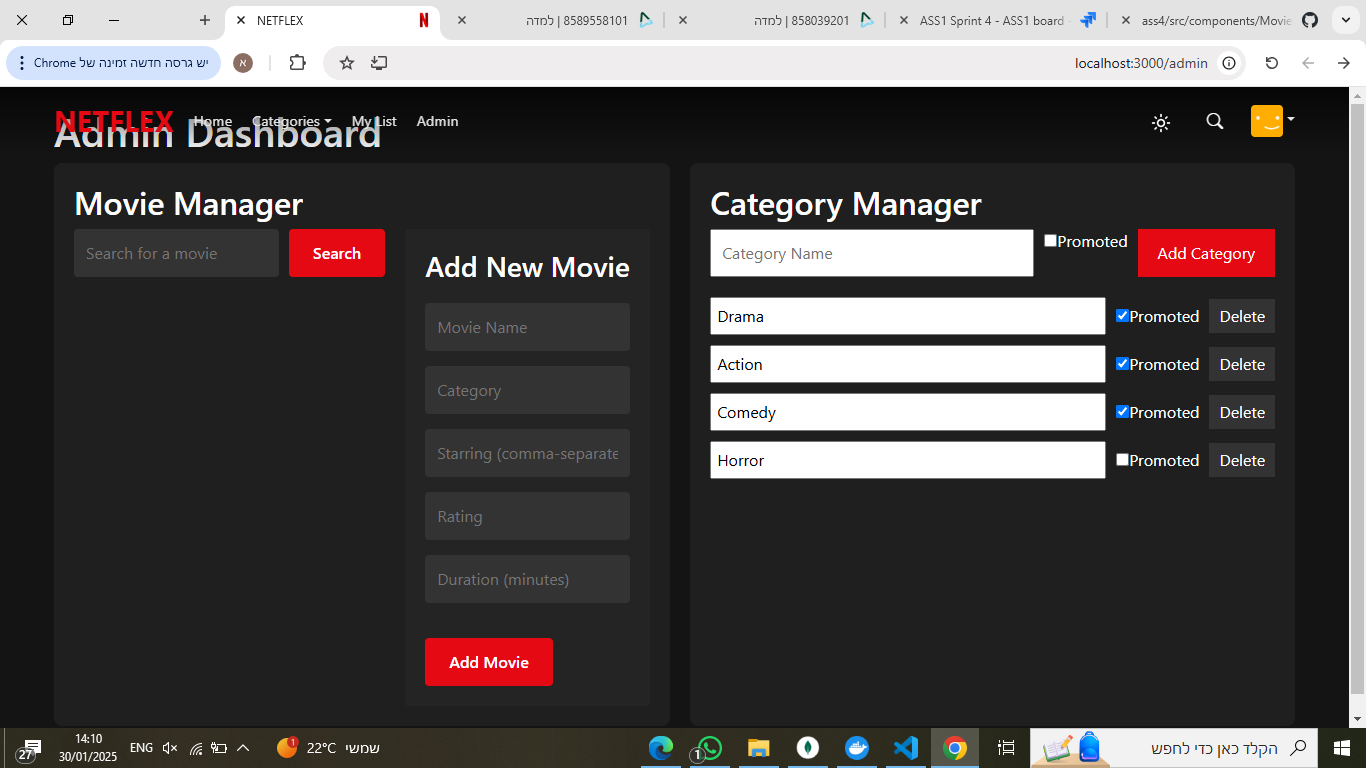 NETFLEX
8589558101 | למדה
858039201 | למדה
ASS1 Sprint 4 - ASS1 board
ass4/src/components/Movie
יש גרסה חדשה זמינה של Chrome
א
localhost:3000/admin
NETFLEX
Home
Categories
My List
Admin
Admin Dashboard
Movie Manager
Search for a movie
Search
Add New Movie
Movie Name
Category
Starring (comma-separate
Rating
Duration (minutes)
Add Movie
Category Manager
Category Name
Promoted
Add Category
Drama
Promoted
Delete
Action
Promoted
Delete
Comedy
Promoted
Delete
Horror
Promoted
Delete
27
14:10
30/01/2025
ENG
1
22°C
שמשי
1
הקלד כאן כדי לחפש